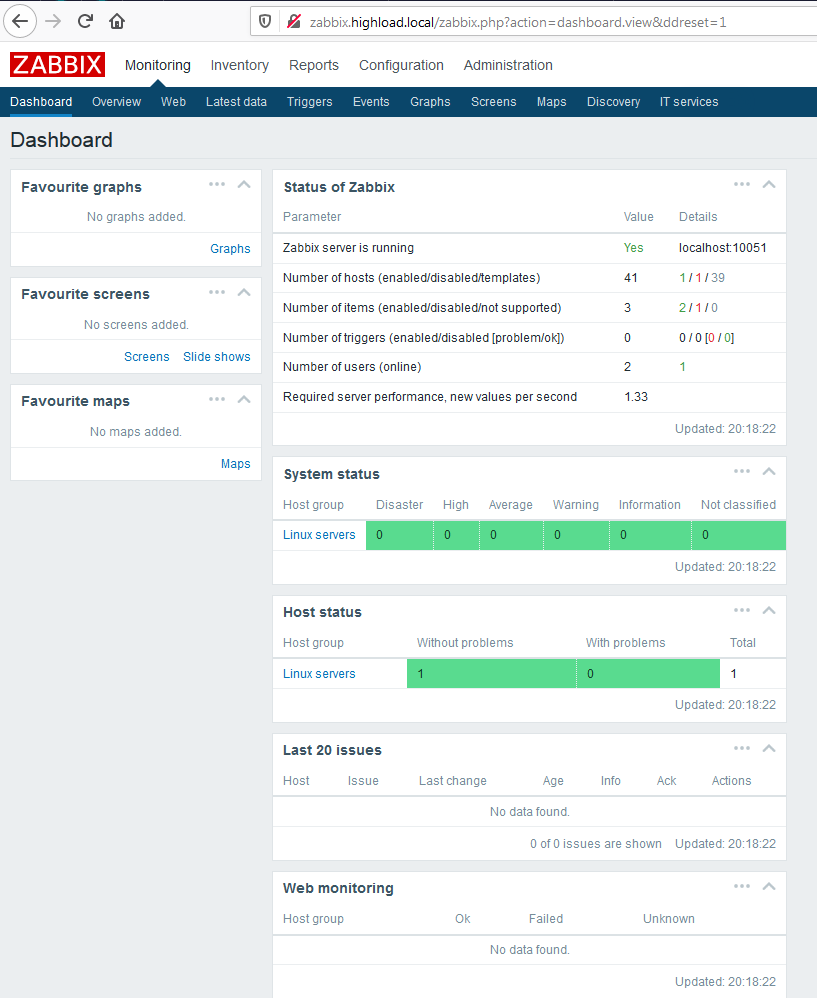 zabbix.highload.local/zabbix.php?action=dashboard.view&ddreset=1
ZABBIX Monitoring Inventory Reports Configuration Administration
Dashboard Overview Web Latest data Triggers Events Graphs Screens Maps Discovery IT services
Dashboard
Favourite graphs
No graphs added.
Graphs
Favourite screens
No screens added.
Screens Slide shows
Favourite maps
No maps added.
Maps
Status of Zabbix
Parameter Value Details
Zabbix server is running Yes localhost:10051
Number of hosts (enabled/disabled/templates) 41 1 / 1 / 39
Number of items (enabled/disabled/not supported) 3 2 / 1 / 0
Number of triggers (enabled/disabled [problem/ok]) 0 0 / 0 [0 / 0]
Number of users (online) 2 1
Required server performance, new values per second 1.33
Updated: 20:18:22
System status
Host group Disaster High Average Warning Information Not classified
Linux servers 0 0 0 0 0 0
Updated: 20:18:22
Host status
Host group Without problems With problems Total
Linux servers 1 0 1
Updated: 20:18:22
Last 20 issues
Host Issue Last change Age Info Ack Actions
No data found.
0 of 0 issues are shown Updated: 20:18:22
Web monitoring
Host group Ok Failed Unknown
No data found.
Updated: 20:18:22